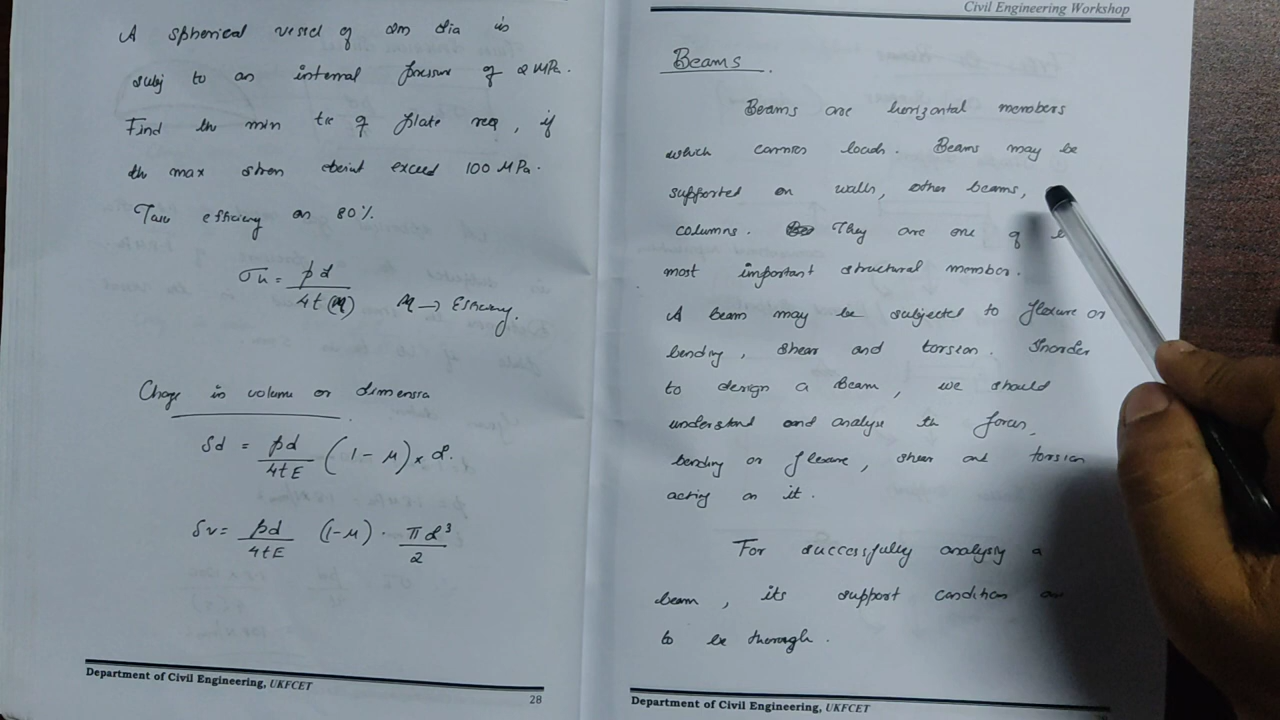 A spherical vessel of 2m dia is
subj to an internal pressure of 2 MPa.
Find the min tk of plate req, if
the max stress doesnt exceed 100 MPa.
Take efficiency as 80%.
σh = pd / 4t(η) η → Efficiency.
Change in volume or dimension
δd = pd / 4tE (1 - μ) × d.
δv = pd / 4tE (1-μ) · πd³ / 2
Department of Civil Engineering, UKFCET
28
Civil Engineering Workshop
Beams.
Beams are horizontal members
which carries loads. Beams may be
supported on walls, other beams,
columns. They are one of
most important structural member.
A beam may be subjected to flexure or
bending, shear and torsion. Inorder
to design a Beam, we should
understand and analyse the forces,
bending or flexure, shear and torsion
acting on it.
For successfully analysing a
beam, its support condition
to be thorough.
Department of Civil Engineering, UKFCET